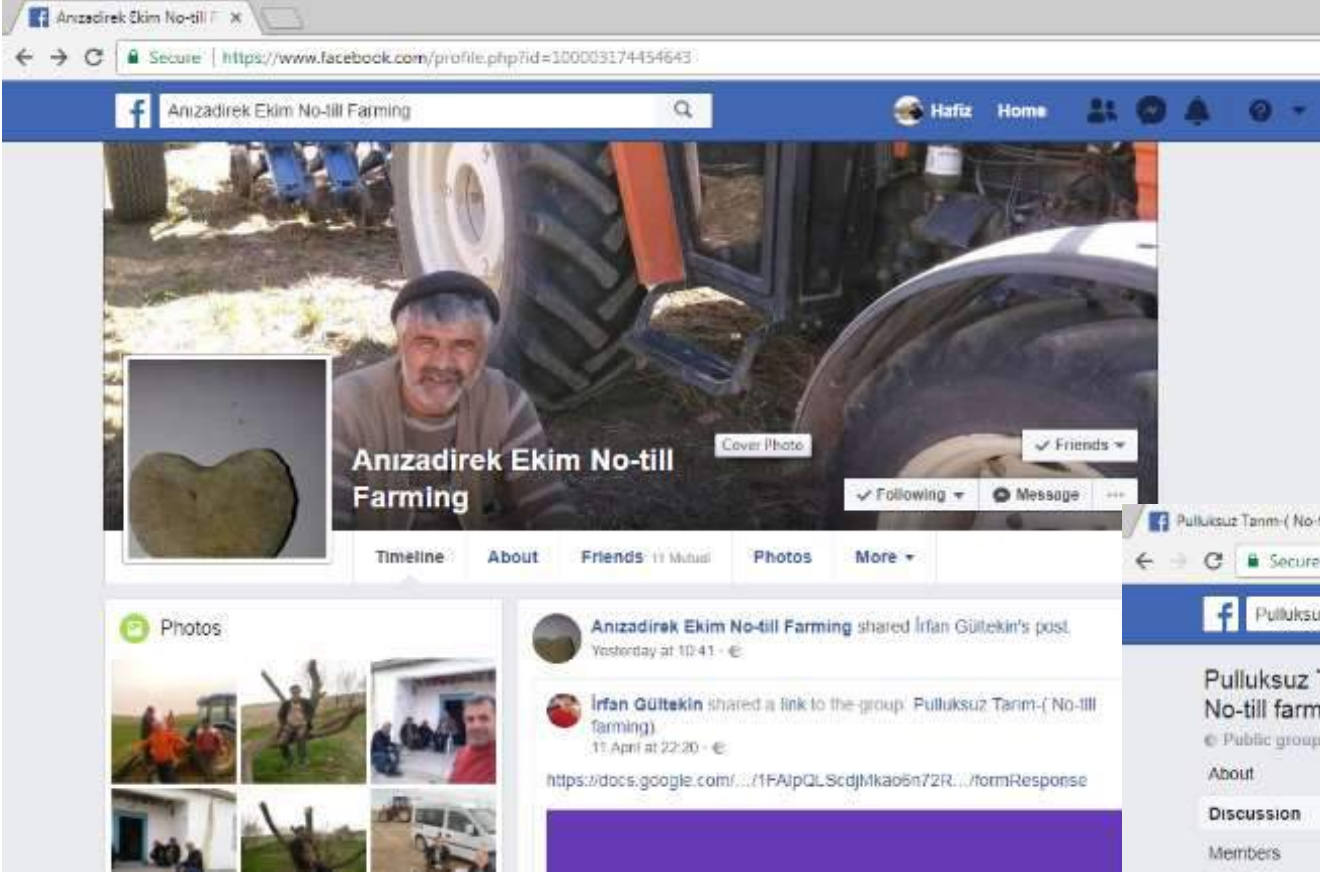 Anızadirek Ekim No-till F
Secure | https://www.facebook.com/profile.php?id=100003174454643
Anızadirek Ekim No-till Farming
Hafiz Home
Cover Photo
Friends
Anızadirek Ekim No-till
Farming
Following Message
Timeline About Friends 11 Mutual Photos More
Photos
Anızadirek Ekim No-till Farming shared İrfan Gültekin's post.
Yesterday at 10:41
İrfan Gültekin shared a link to the group: Pulluksuz Tarım-( No-till
farming).
11 April at 22:20
https://docs.google.com/.../1FAIpQLScdjMkao6n72R.../formResponse
Pulluksuz Tarım-( No-t
Secure
Pulluksu
Pulluksuz T
No-till farm
Public group
About
Discussion
Members